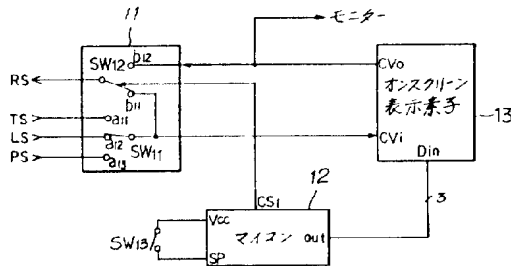 11
モニター
SW12
b12
RS
b11
TS
a11
LS
a12
SW11
PS
a13
CVo
オンスクリーン
表示素子
13
CVi
Din
12
CS1
3
Vcc
マイコン
out
SW13
SP